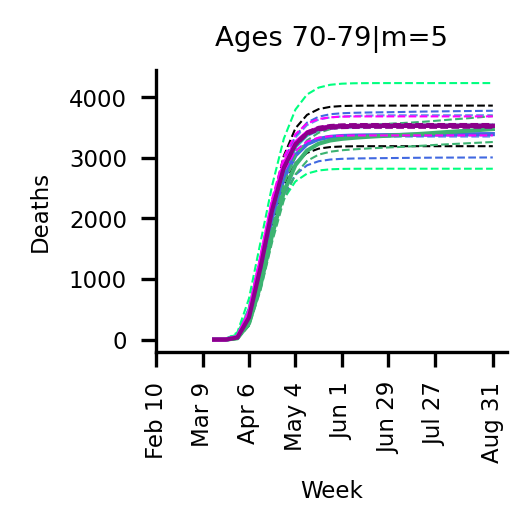 Ages 70-79|m=5
Deaths
4000
3000
2000
1000
0
Feb 10
Mar 9
Apr 6
May 4
Jun 1
Jun 29
Jul 27
Aug 31
Week